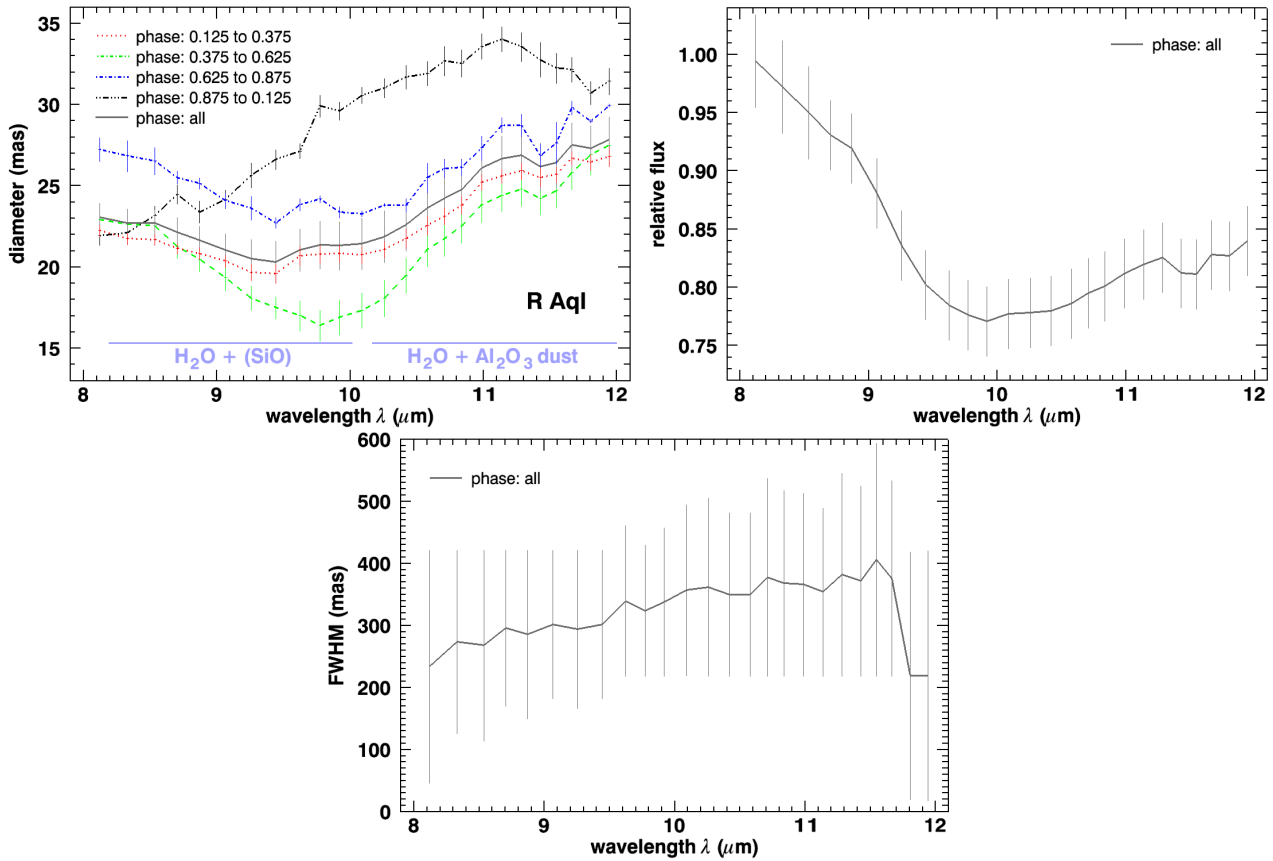 35
30
25
20
15
diameter (mas)
phase: 0.125 to 0.375
phase: 0.375 to 0.625
phase: 0.625 to 0.875
phase: 0.875 to 0.125
phase: all
R Aql
H₂O + (SiO)
H₂O + Al₂O₃ dust
8 9 10 11 12
wavelength λ (μm)
1.00
0.95
0.90
0.85
0.80
0.75
relative flux
phase: all
8 9 10 11 12
wavelength λ (μm)
600
500
400
300
200
100
0
FWHM (mas)
phase: all
8 9 10 11 12
wavelength λ (μm)